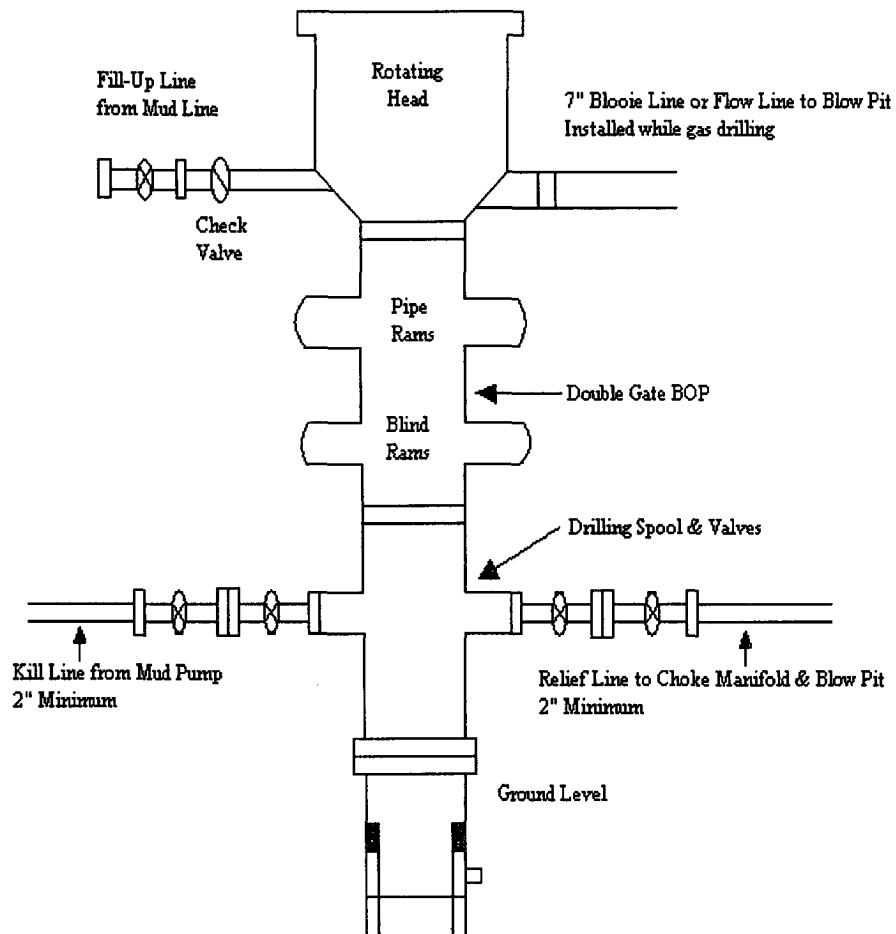 Rotating
Head
Fill-Up Line
from Mud Line
7" Blooie Line or Flow Line to Blow Pit
Installed while gas drilling
Check
Valve
Pipe
Rams
Double Gate BOP
Blind
Rams
Drilling Spool & Valves
Kill Line from Mud Pump
2" Minimum
Relief Line to Choke Manifold & Blow Pit
2" Minimum
Ground Level